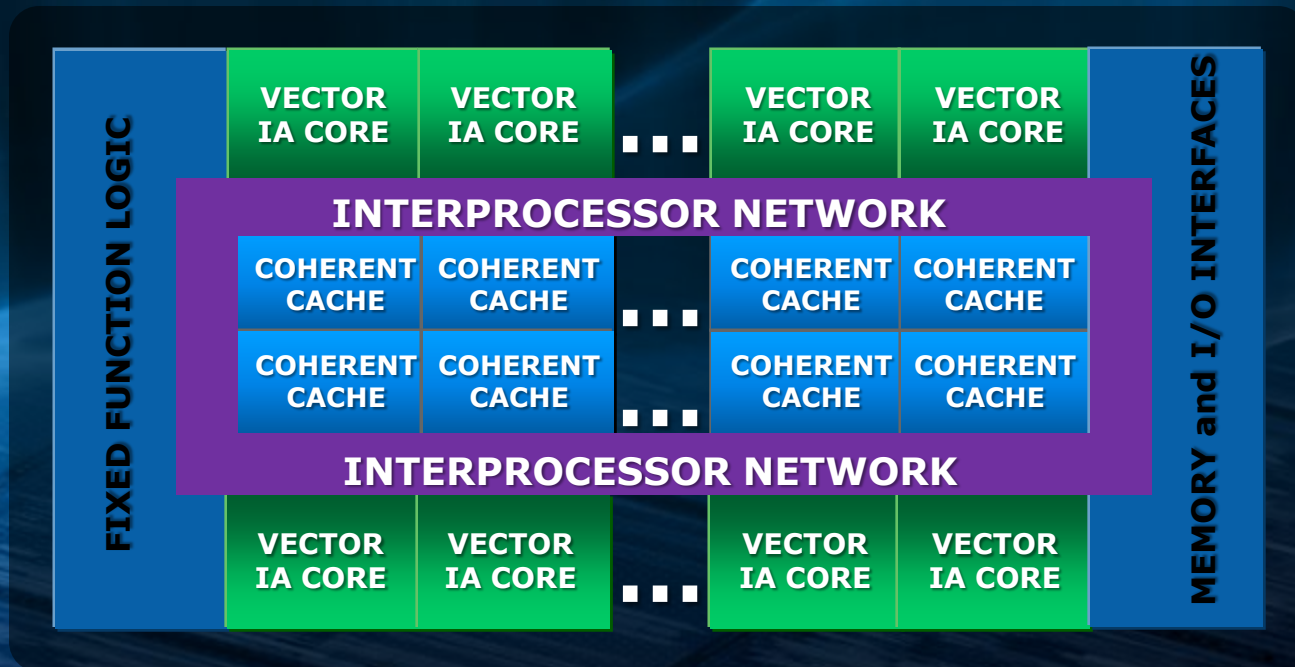 FIXED FUNCTION LOGIC
VECTOR
IA CORE
VECTOR
IA CORE
...
VECTOR
IA CORE
VECTOR
IA CORE
MEMORY and I/O INTERFACES
INTERPROCESSOR NETWORK
COHERENT
CACHE
COHERENT
CACHE
...
COHERENT
CACHE
COHERENT
CACHE
COHERENT
CACHE
COHERENT
CACHE
...
COHERENT
CACHE
COHERENT
CACHE
INTERPROCESSOR NETWORK
VECTOR
IA CORE
VECTOR
IA CORE
...
VECTOR
IA CORE
VECTOR
IA CORE